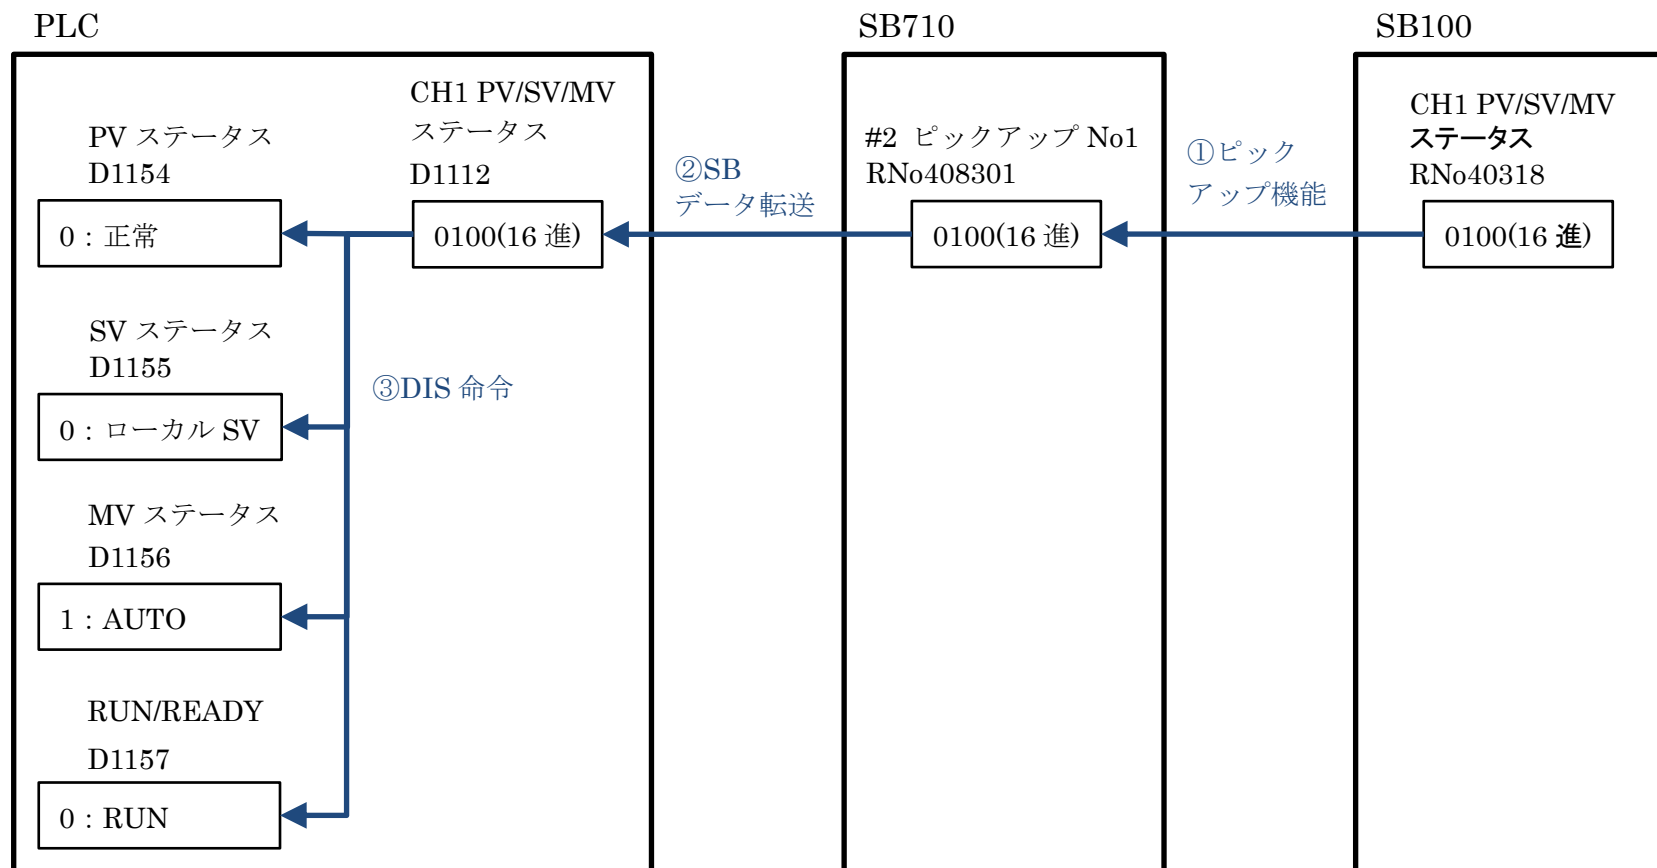 PLC
SB710
SB100
CH1 PV/SV/MV
ステータス
D1112
0100(16 進)
PV ステータス
D1154
0：正常
SV ステータス
D1155
0：ローカル SV
MV ステータス
D1156
1：AUTO
RUN/READY
D1157
0：RUN
③DIS 命令
②SB
データ転送
#2 ピックアップ No1
RNo408301
0100(16 進)
①ピック
アップ機能
CH1 PV/SV/MV
ステータス
RNo40318
0100(16 進)